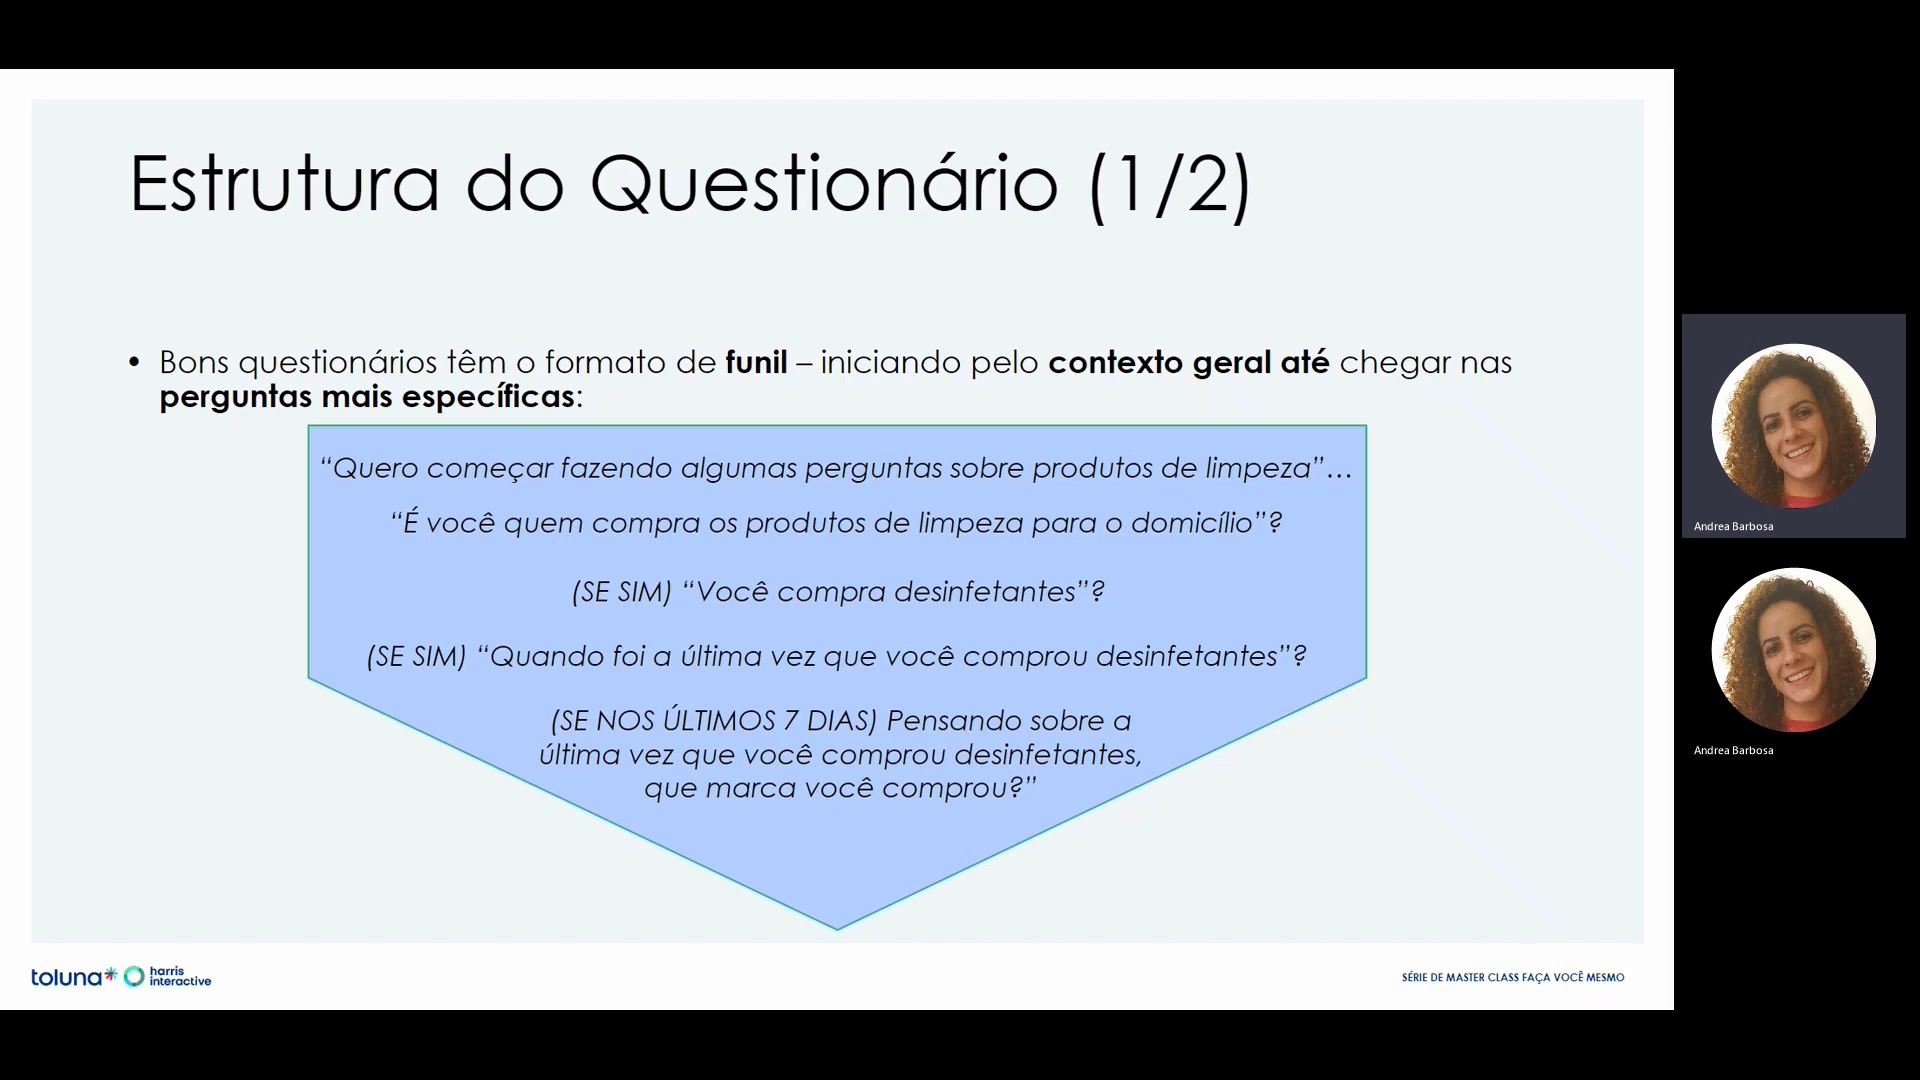 Estrutura do Questionário (1/2)
• Bons questionários têm o formato de funil – iniciando pelo contexto geral até chegar nas
perguntas mais específicas:
“Quero começar fazendo algumas perguntas sobre produtos de limpeza”…
“É você quem compra os produtos de limpeza para o domicílio”?
(SE SIM) “Você compra desinfetantes”?
(SE SIM) “Quando foi a última vez que você comprou desinfetantes”?
(SE NOS ÚLTIMOS 7 DIAS) Pensando sobre a
última vez que você comprou desinfetantes,
que marca você comprou?”
toluna* harris
interactive
SÉRIE DE MASTER CLASS FAÇA VOCÊ MESMO
Andrea Barbosa
Andrea Barbosa